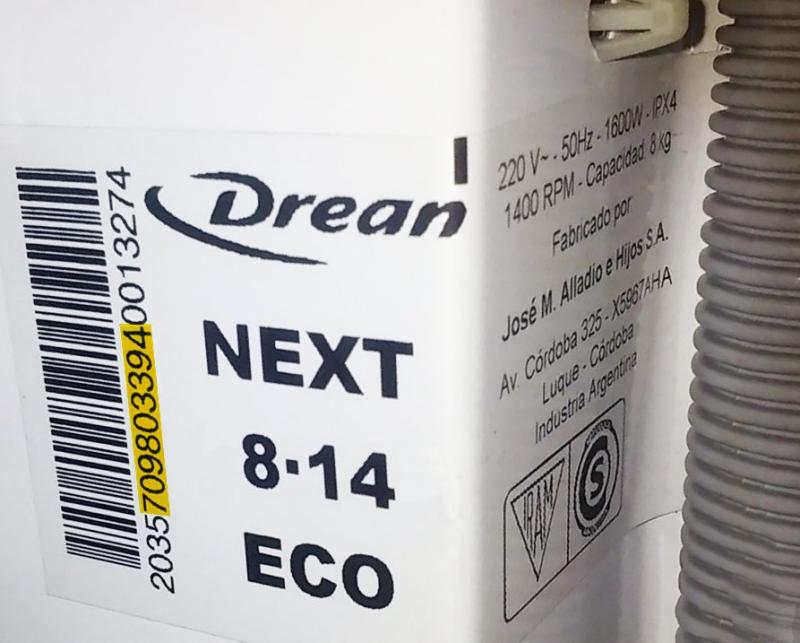 20357098033940013274
Drean
NEXT
8·14
ECO
220 V~ - 50Hz - 1600W - IPX4
1400 RPM - Capacidad 8 kg
Fabricado por
José M. Alladio e Hijos S.A.
Av. Córdoba 325 - X5967AHA
Luque - Córdoba
Industria Argentina
IRAM
S